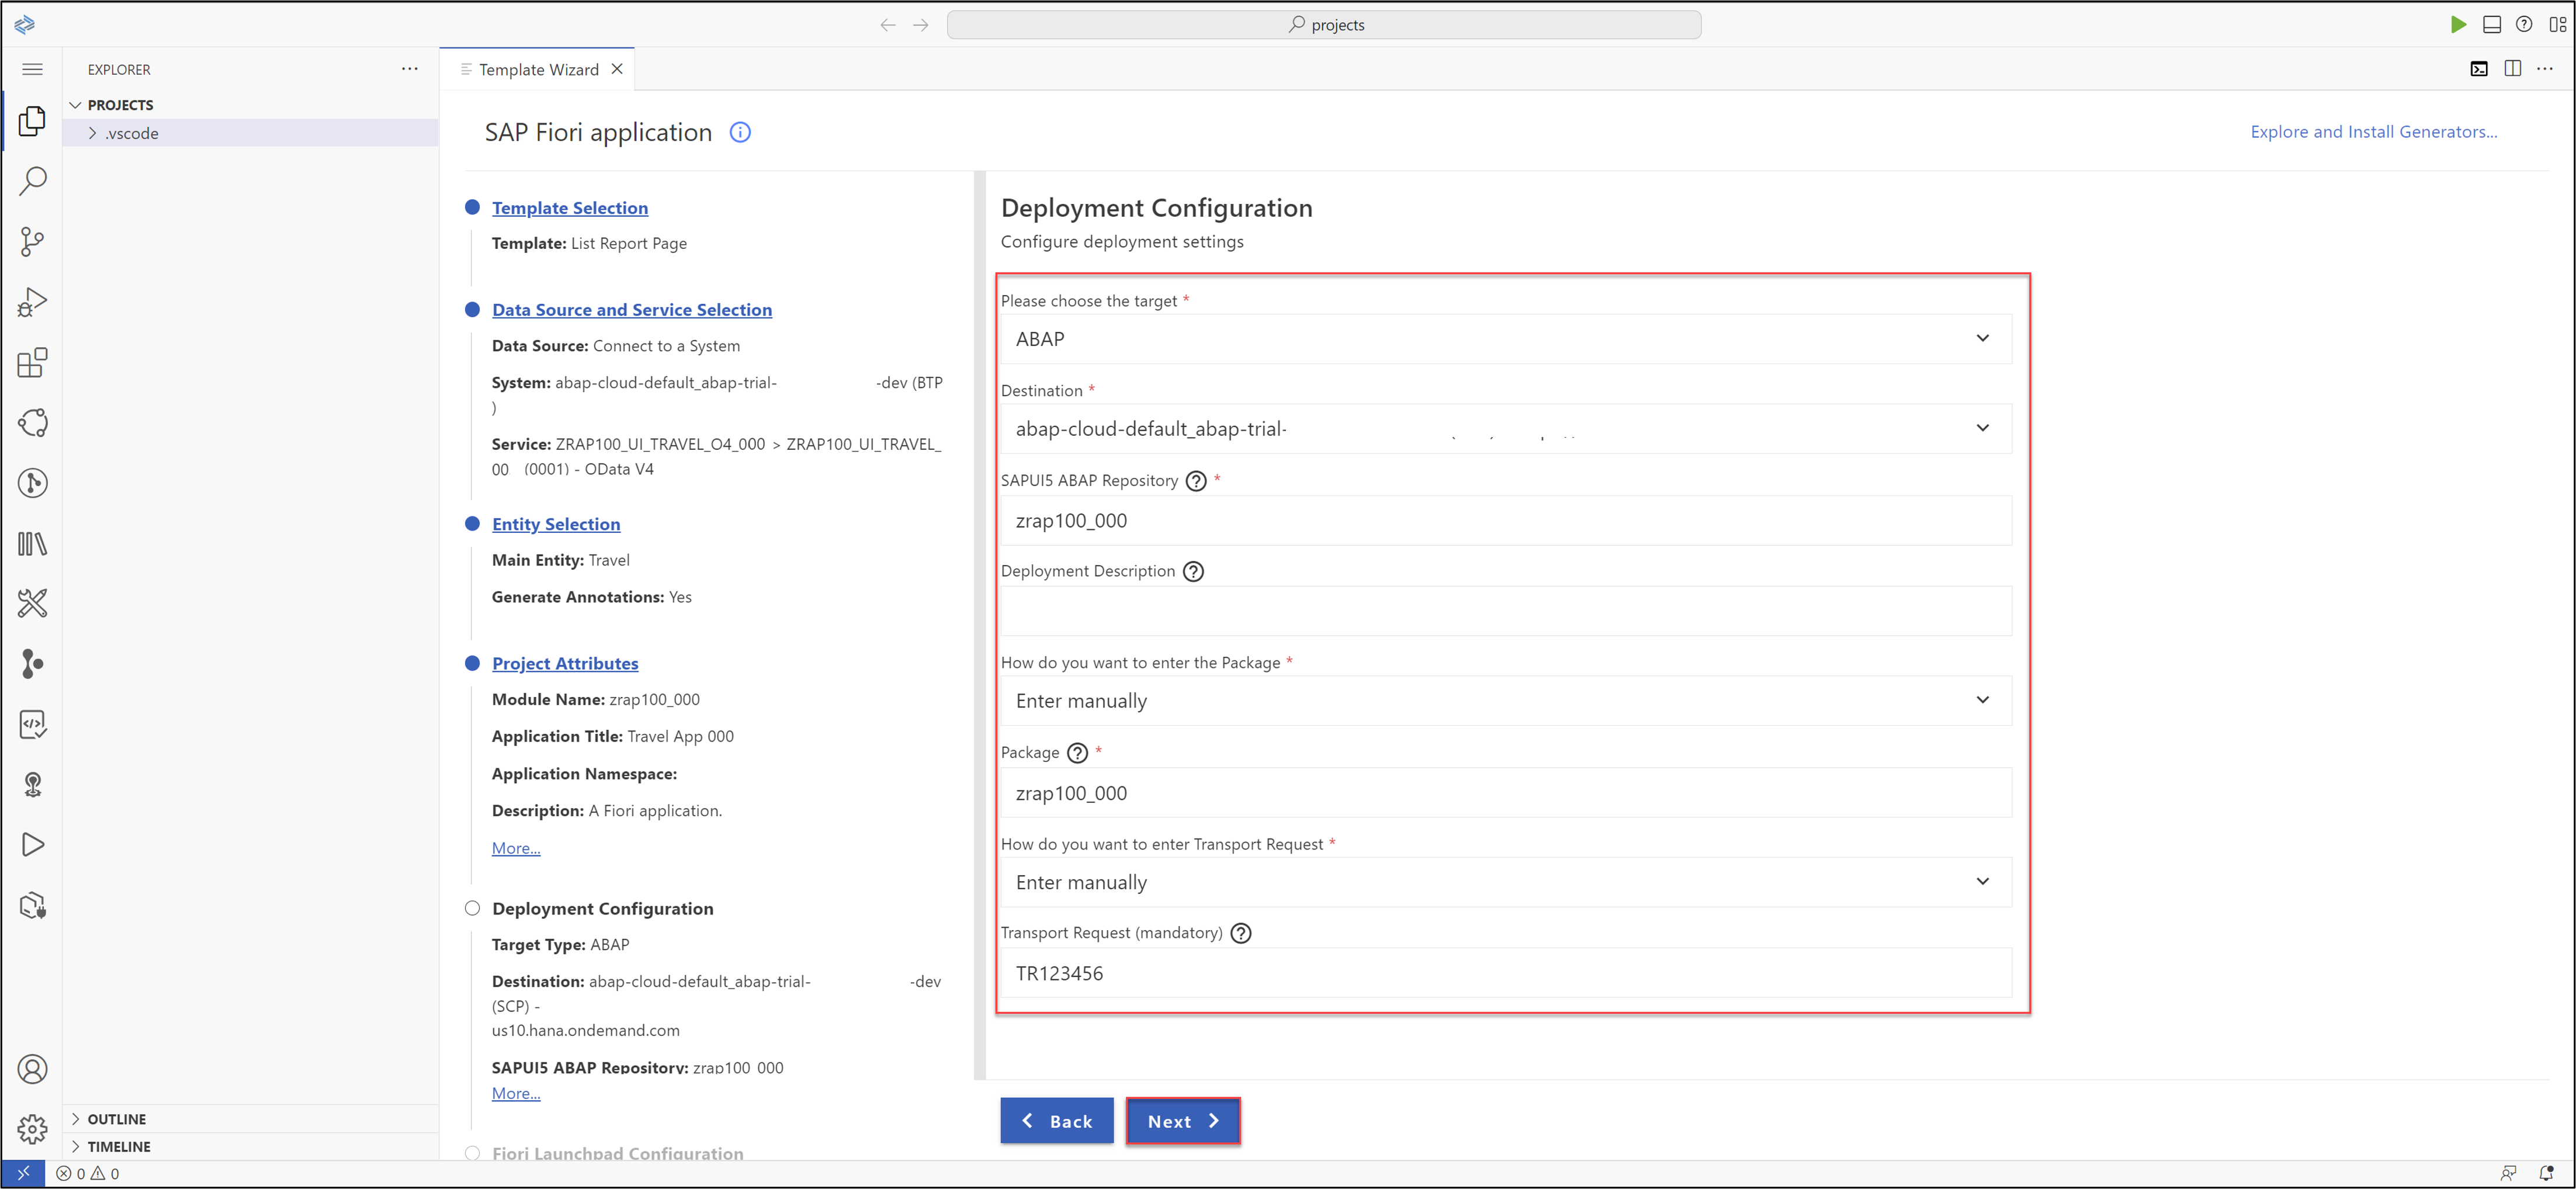 projects
EXPLORER
PROJECTS
.vscode
OUTLINE
TIMELINE
Template Wizard
SAP Fiori application
Explore and Install Generators...
Template Selection
Template: List Report Page
Data Source and Service Selection
Data Source: Connect to a System
System: abap-cloud-default_abap-trial- -dev (BTP
)
Service: ZRAP100_UI_TRAVEL_O4_000 > ZRAP100_UI_TRAVEL_
00 (0001) - OData V4
Entity Selection
Main Entity: Travel
Generate Annotations: Yes
Project Attributes
Module Name: zrap100_000
Application Title: Travel App 000
Application Namespace:
Description: A Fiori application.
More...
Deployment Configuration
Target Type: ABAP
Destination: abap-cloud-default_abap-trial- -dev
(SCP) -
us10.hana.ondemand.com
SAPUI5 ABAP Repository: zrap100_000
More...
Fiori Launchpad Configuration
Deployment Configuration
Configure deployment settings
Please choose the target *
ABAP
Destination *
abap-cloud-default_abap-trial-
SAPUI5 ABAP Repository ? *
zrap100_000
Deployment Description ?
How do you want to enter the Package *
Enter manually
Package ? *
zrap100_000
How do you want to enter Transport Request *
Enter manually
Transport Request (mandatory) ?
TR123456
Back
Next
0 0